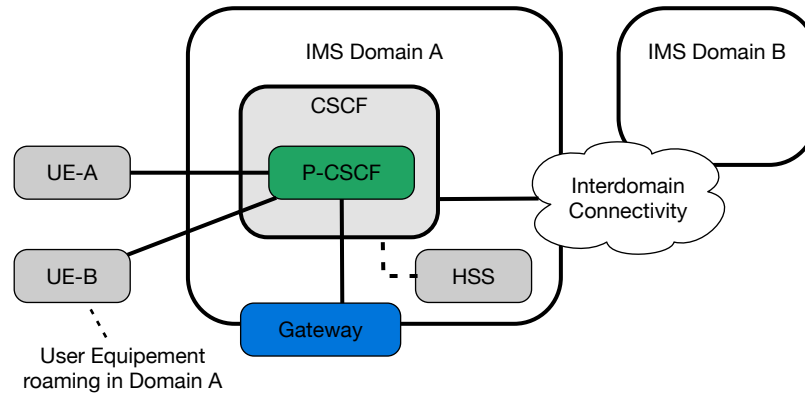 IMS Domain A
IMS Domain B
CSCF
UE-A
P-CSCF
Interdomain
Connectivity
UE-B
HSS
Gateway
User Equipement
roaming in Domain A